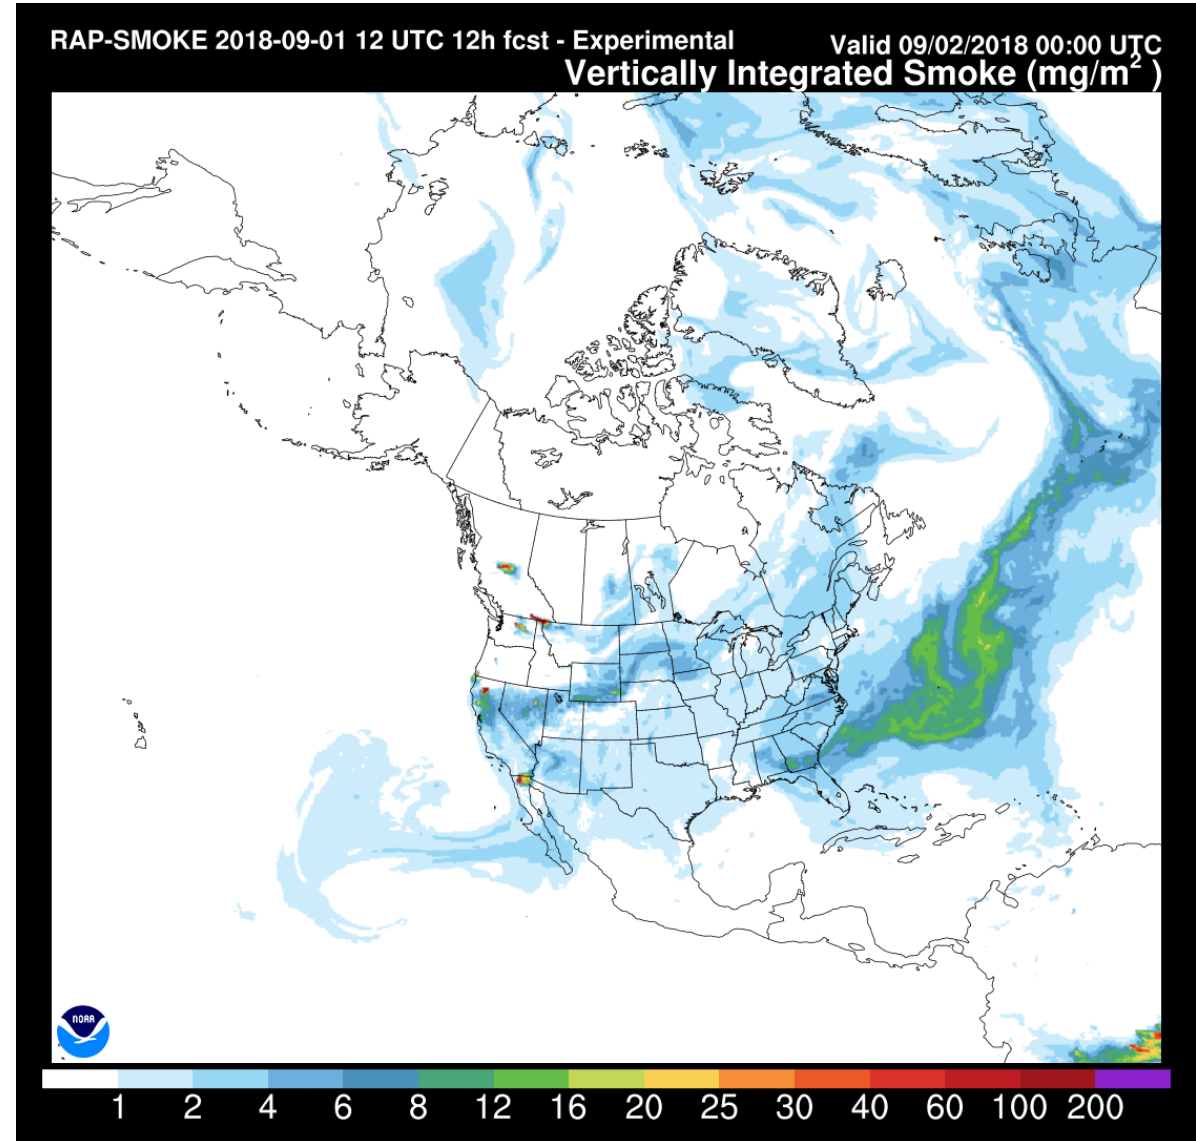 RAP-SMOKE 2018-09-01 12 UTC 12h fcst - Experimental
Valid 09/02/2018 00:00 UTC
Vertically Integrated Smoke (mg/m²)
NOAA
1 2 4 6 8 12 16 20 25 30 40 60 100 200